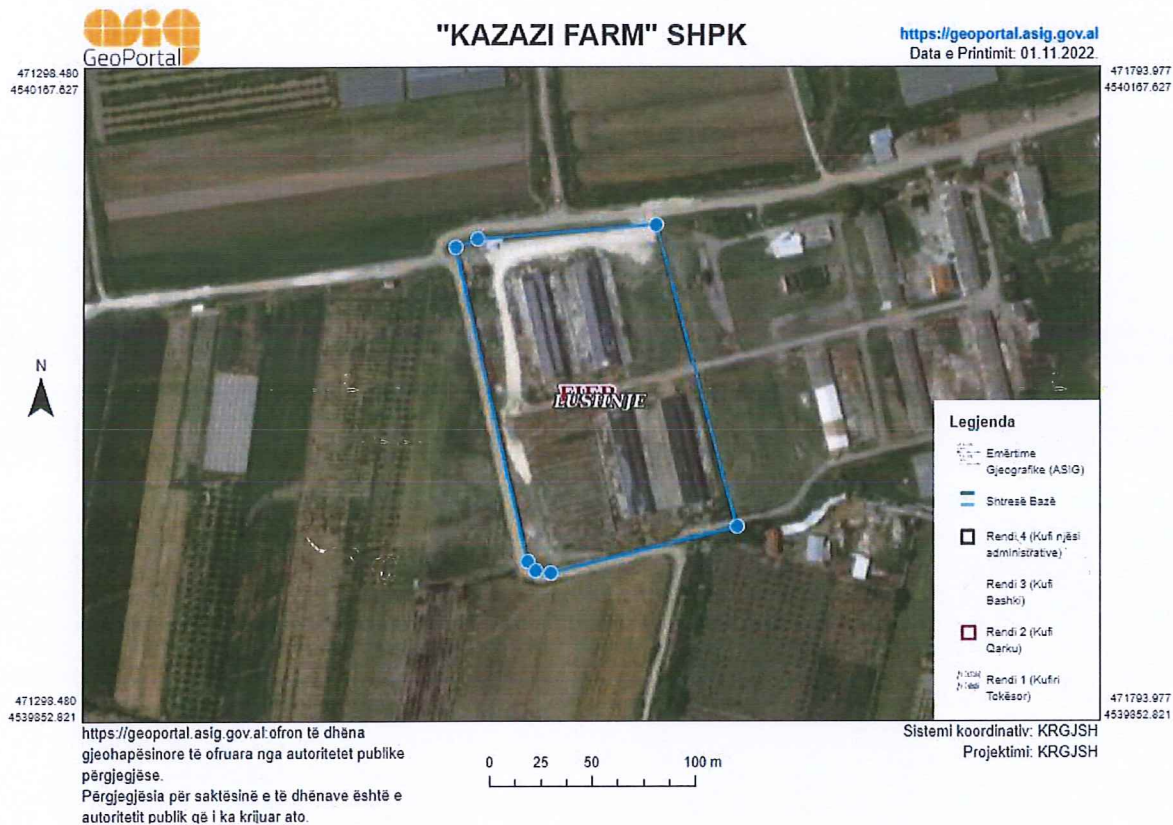 asig
GeoPortal
"KAZAZI FARM" SHPK
https://geoportal.asig.gov.al
Data e Printimit: 01.11.2022.
471298.480
4540167.627
471793.977
4540167.627
N
FIER
LUSHNJE
Legjenda
Emërtime
Gjeografike (ASIG)
Shtresë Bazë
Rendi 4 (Kufi njësi
administrative)
Rendi 3 (Kufi
Bashki)
Rendi 2 (Kufi
Qarku)
Rendi 1 (Kufiri
Tokësor)
471298.480
4539852.821
471793.977
4539852.821
https://geoportal.asig.gov.al:ofron të dhëna
gjeohapësinore të ofruara nga autoritetet publike
përgjegjëse.
Përgjegjësia për saktësinë e të dhënave është e
autoritetit publik që i ka krijuar ato.
0 25 50 100 m
Sistemi koordinativ: KRGJSH
Projektimi: KRGJSH